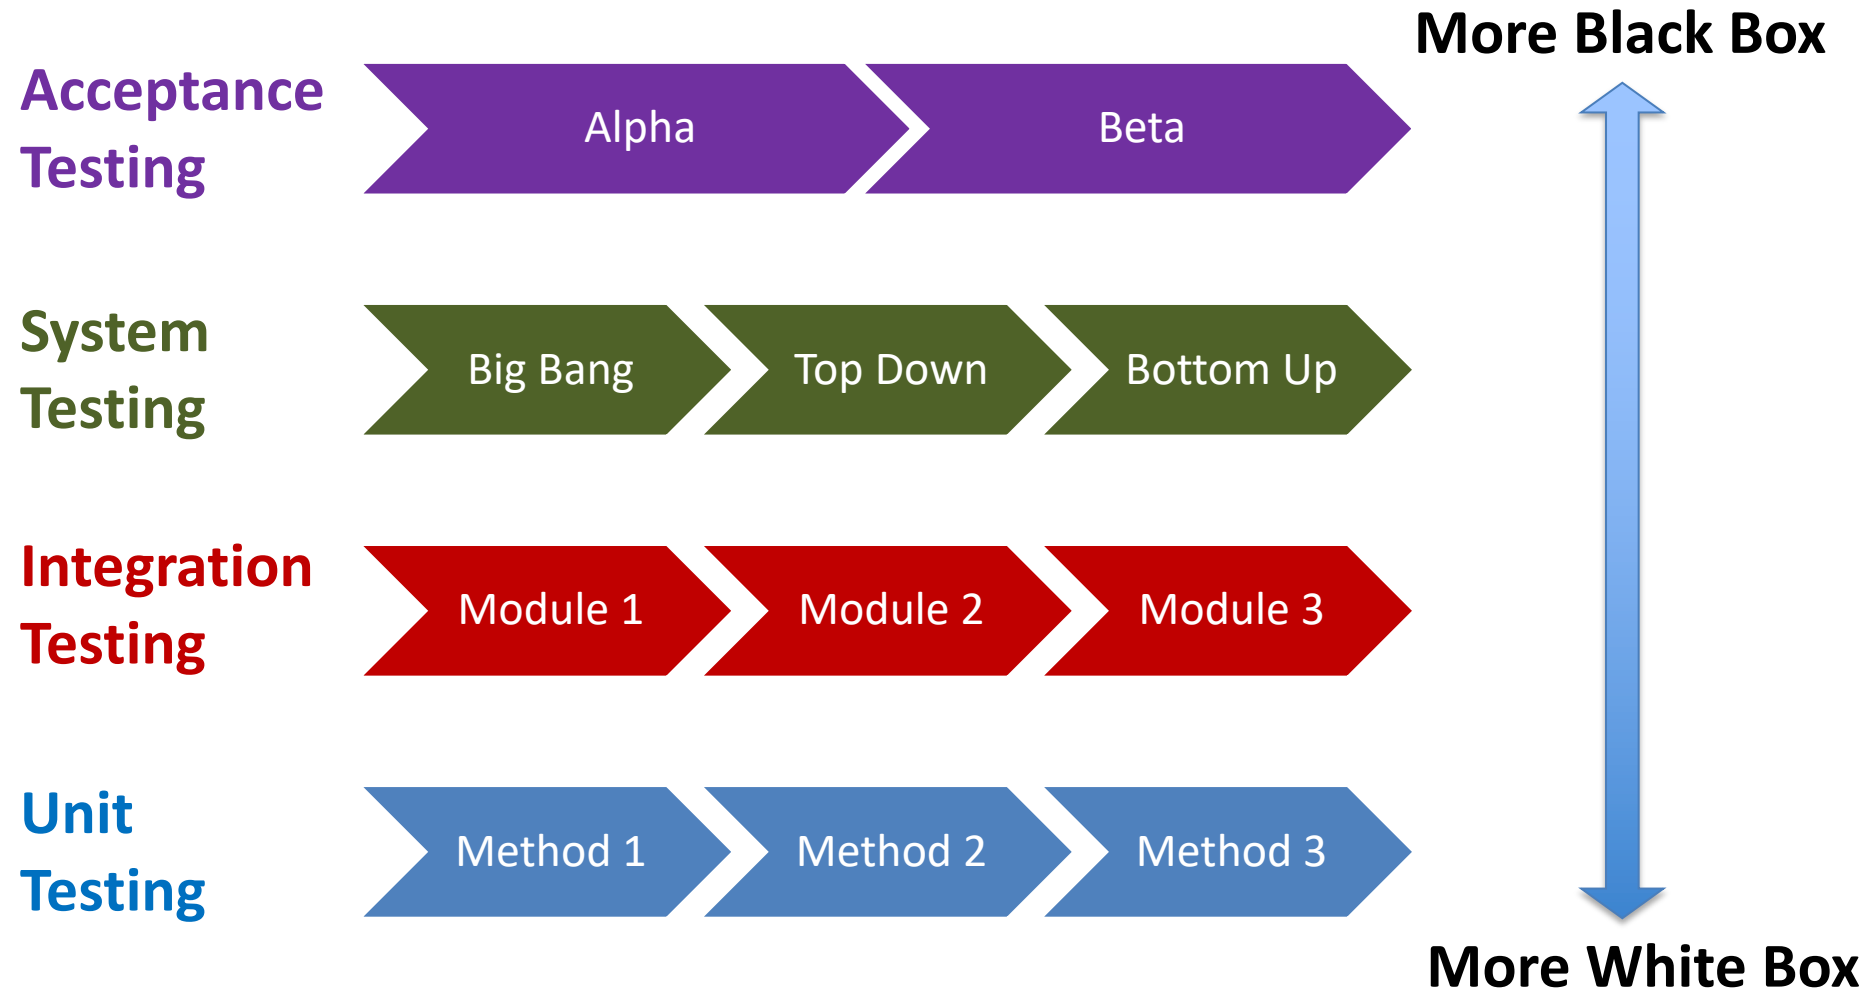 More Black Box
Acceptance
Testing
Alpha
Beta
System
Testing
Big Bang
Top Down
Bottom Up
Integration
Testing
Module 1
Module 2
Module 3
Unit
Testing
Method 1
Method 2
Method 3
More White Box